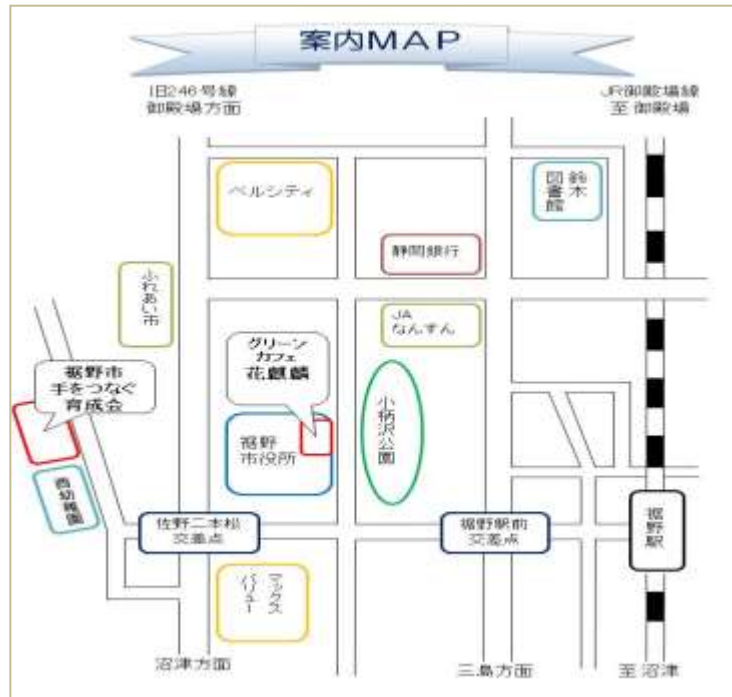 案内MAP
旧246号線
御殿場方面
JR御殿場線
至 御殿場
ベルシティ
鈴木
図書館
静岡銀行
ふれあい市
JA
なんすん
グリーン
カフェ
花麒麟
裾野市
手をつなぐ
育成会
小柄沢公園
裾野
市役所
西幼稚園
佐野二本松
交差点
裾野駅前
交差点
裾野駅
マックス
バリュー
沼津方面
三島方面
至 沼津